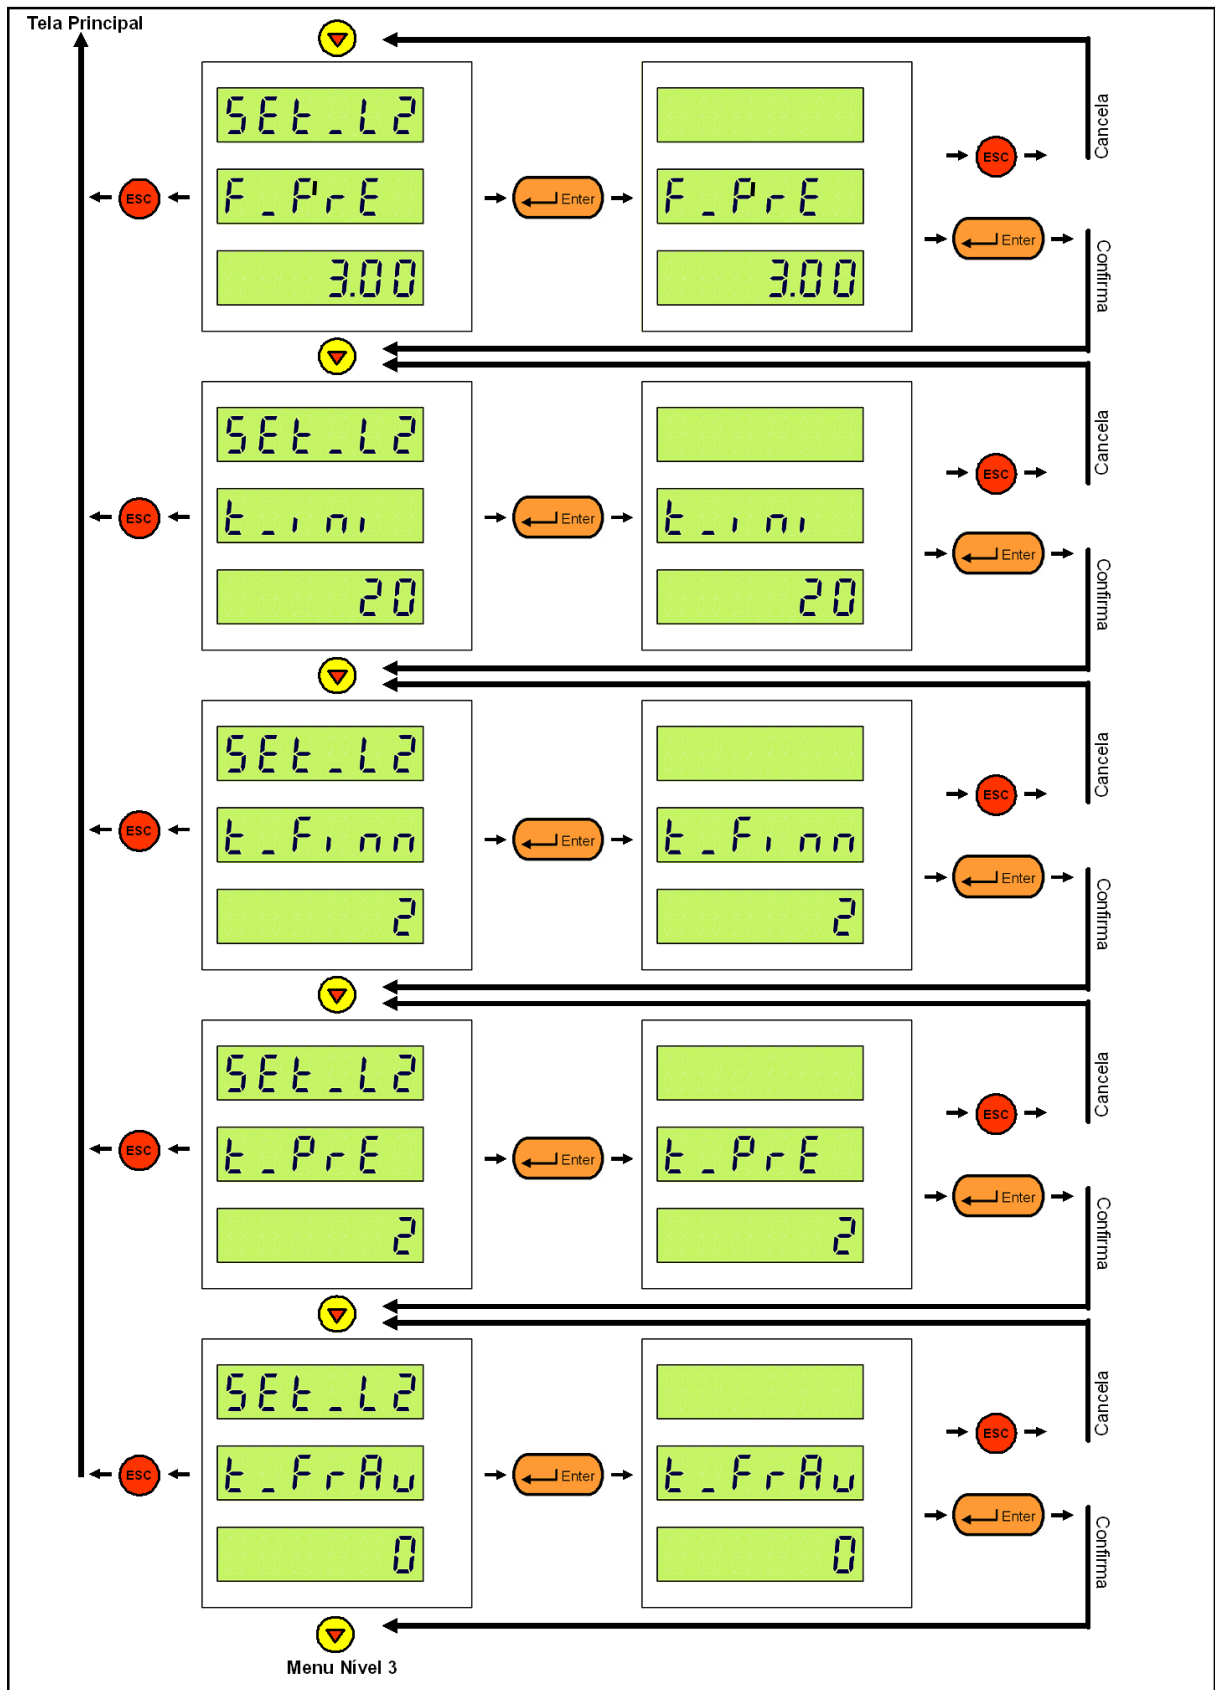 Tela Principal
SEt_L2
F_PrE
3.00
ESC
Enter
F_PrE
3.00
ESC
Enter
Cancela
Confirma
SEt_L2
t_ini
20
ESC
Enter
t_ini
20
ESC
Enter
Cancela
Confirma
SEt_L2
t_Finn
2
ESC
Enter
t_Finn
2
ESC
Enter
Cancela
Confirma
SEt_L2
t_PrE
2
ESC
Enter
t_PrE
2
ESC
Enter
Cancela
Confirma
SEt_L2
t_FrAu
0
ESC
Enter
t_FrAu
0
ESC
Enter
Cancela
Confirma
Menu Nível 3